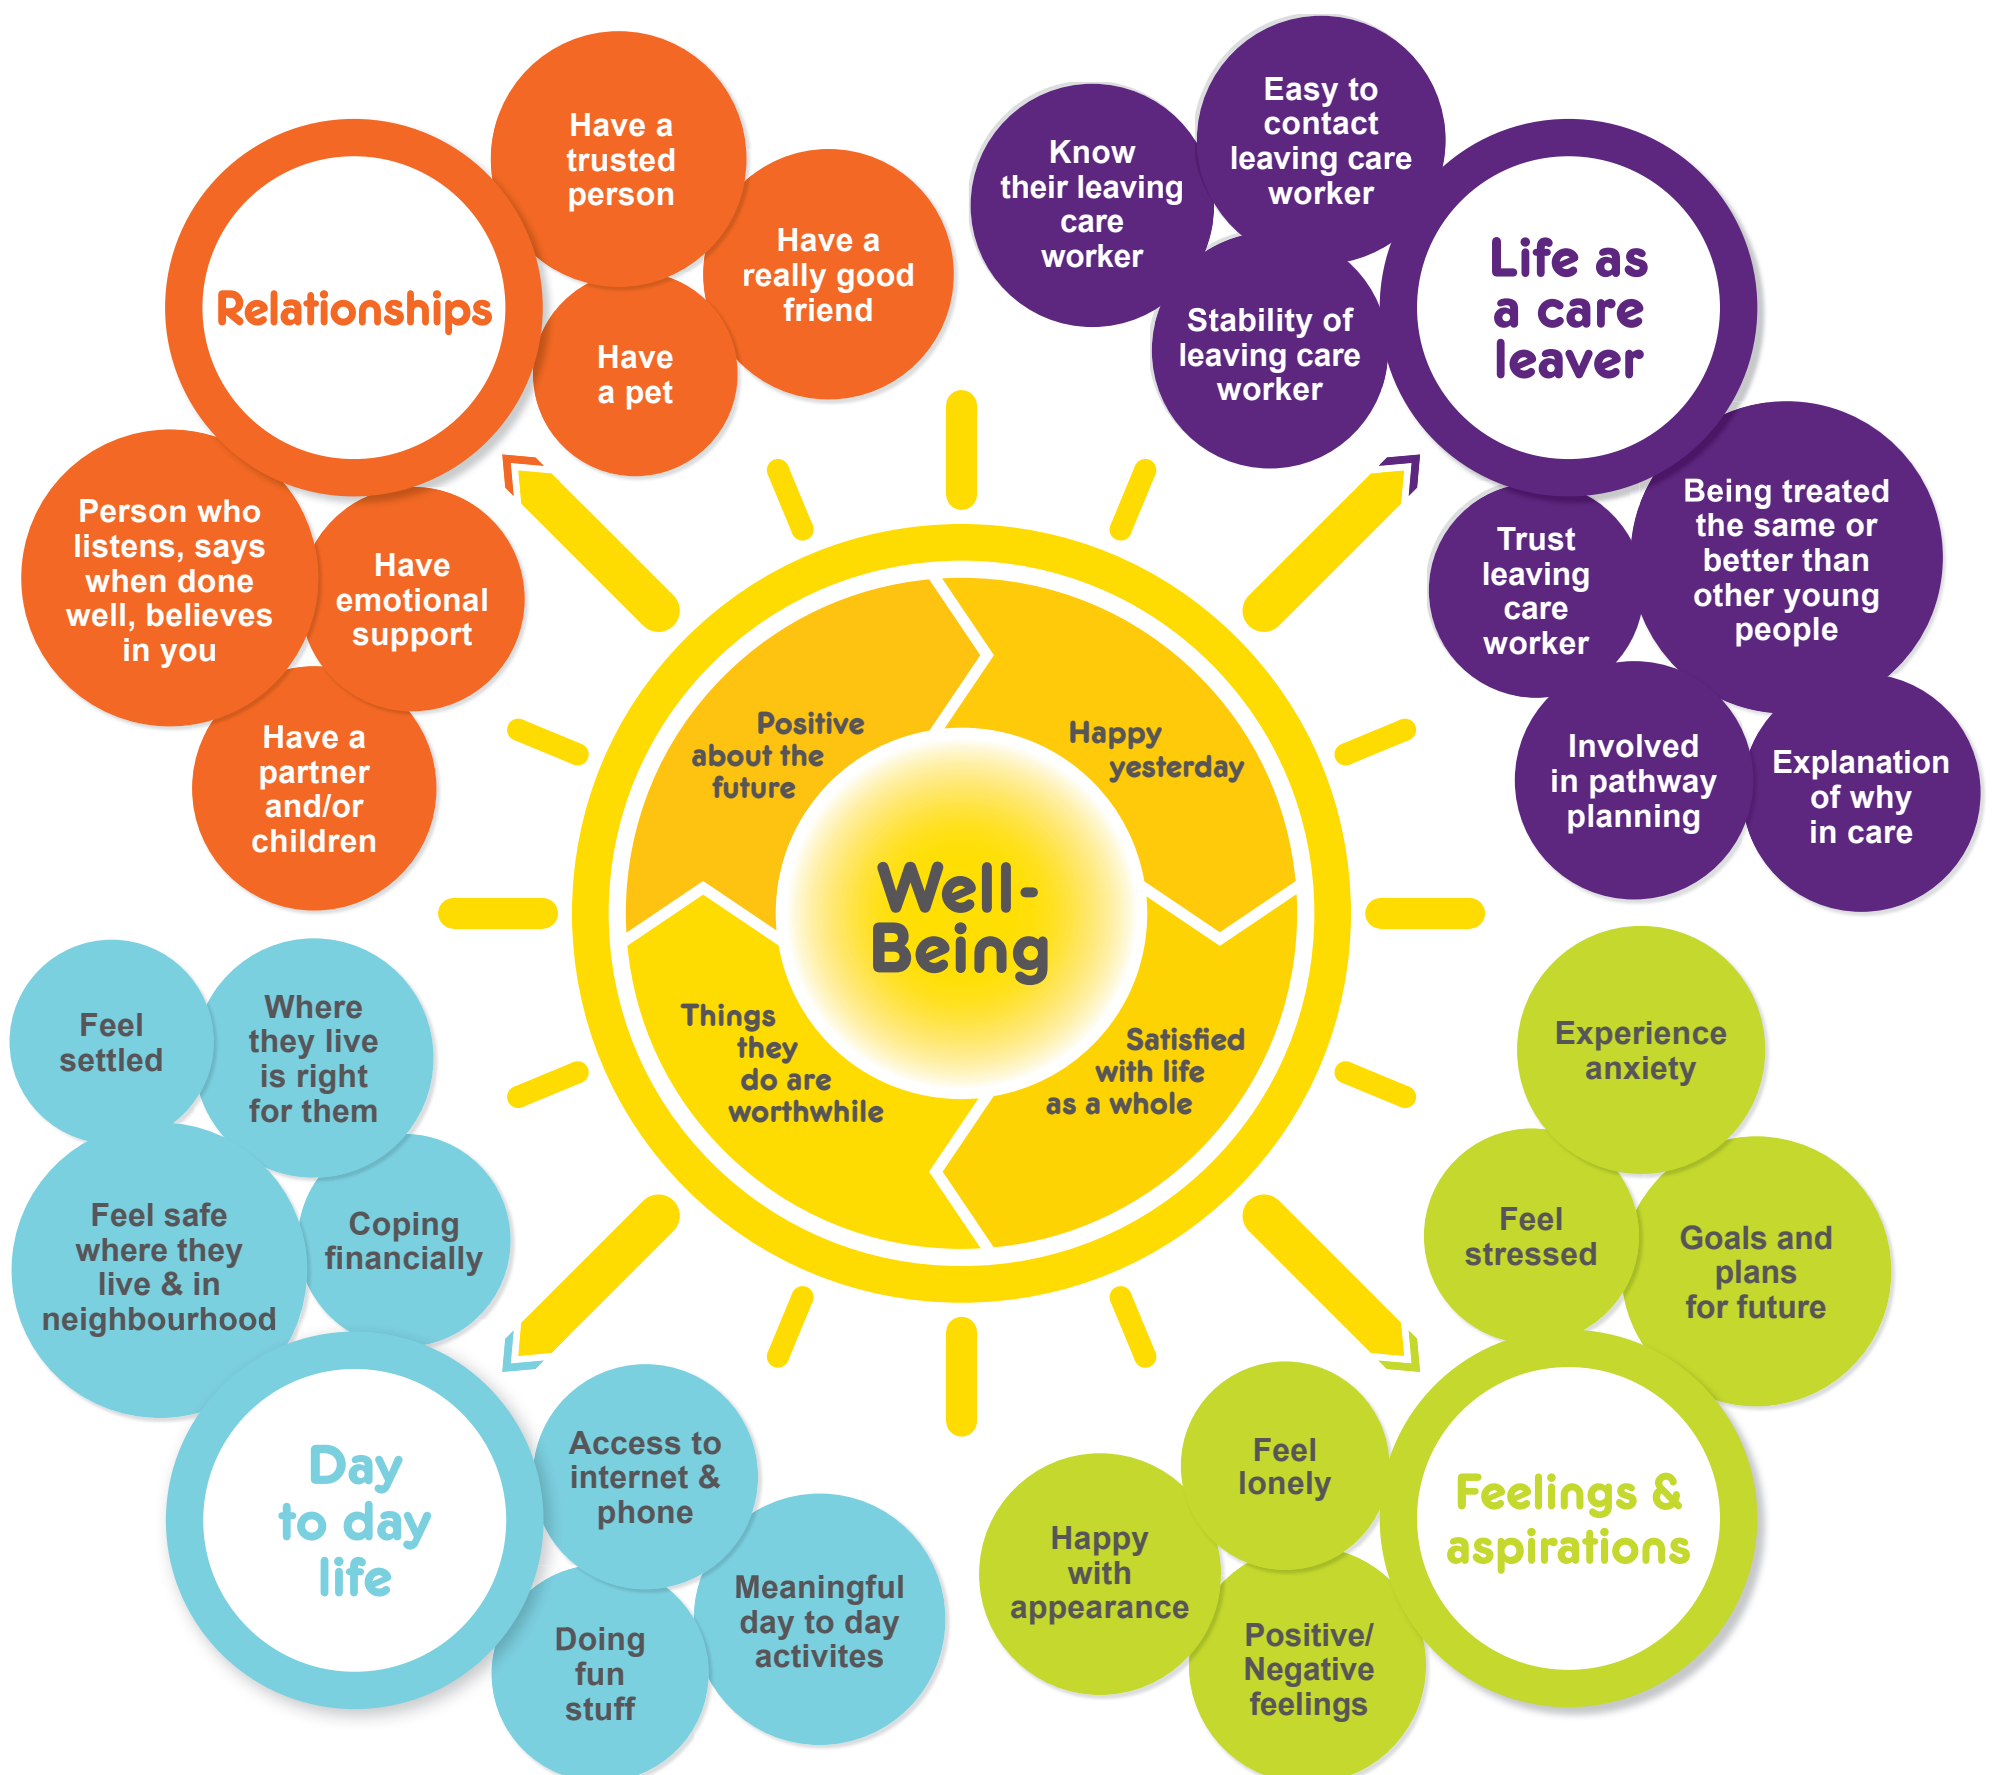 Relationships
Have a
trusted
person
Have a
really good
friend
Have
a pet
Person who
listens, says
when done
well, believes
in you
Have
emotional
support
Have a
partner
and/or
children
Life as
a care
leaver
Know
their leaving
care
worker
Easy to
contact
leaving care
worker
Stability of
leaving care
worker
Trust
leaving
care
worker
Being treated
the same or
better than
other young
people
Involved
in pathway
planning
Explanation
of why
in care
Well-
Being
Positive
about the
future
Happy
yesterday
Things
they
do are
worthwhile
Satisfied
with life
as a whole
Feel
settled
Where
they live
is right
for them
Feel safe
where they
live & in
neighbourhood
Coping
financially
Day
to day
life
Access to
internet &
phone
Doing
fun
stuff
Meaningful
day to day
activites
Experience
anxiety
Feel
stressed
Goals and
plans
for future
Feelings &
aspirations
Feel
lonely
Happy
with
appearance
Positive/
Negative
feelings